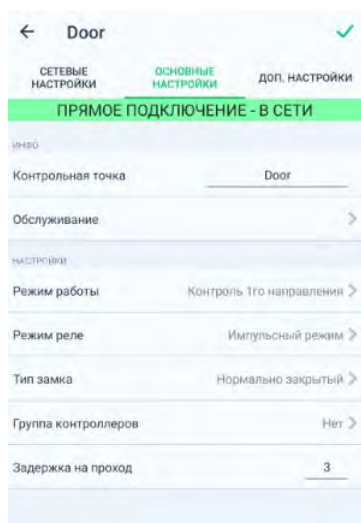 Door
СЕТЕВЫЕ
НАСТРОЙКИ
ОСНОВНЫЕ
НАСТРОЙКИ
ДОП. НАСТРОЙКИ
ПРЯМОЕ ПОДКЛЮЧЕНИЕ - В СЕТИ
ИНФО
Контрольная точка Door
Обслуживание
НАСТРОЙКИ
Режим работы Контроль 1го направления
Режим реле Импульсный режим
Тип замка Нормально закрытый
Группа контроллеров Нет
Задержка на проход 3